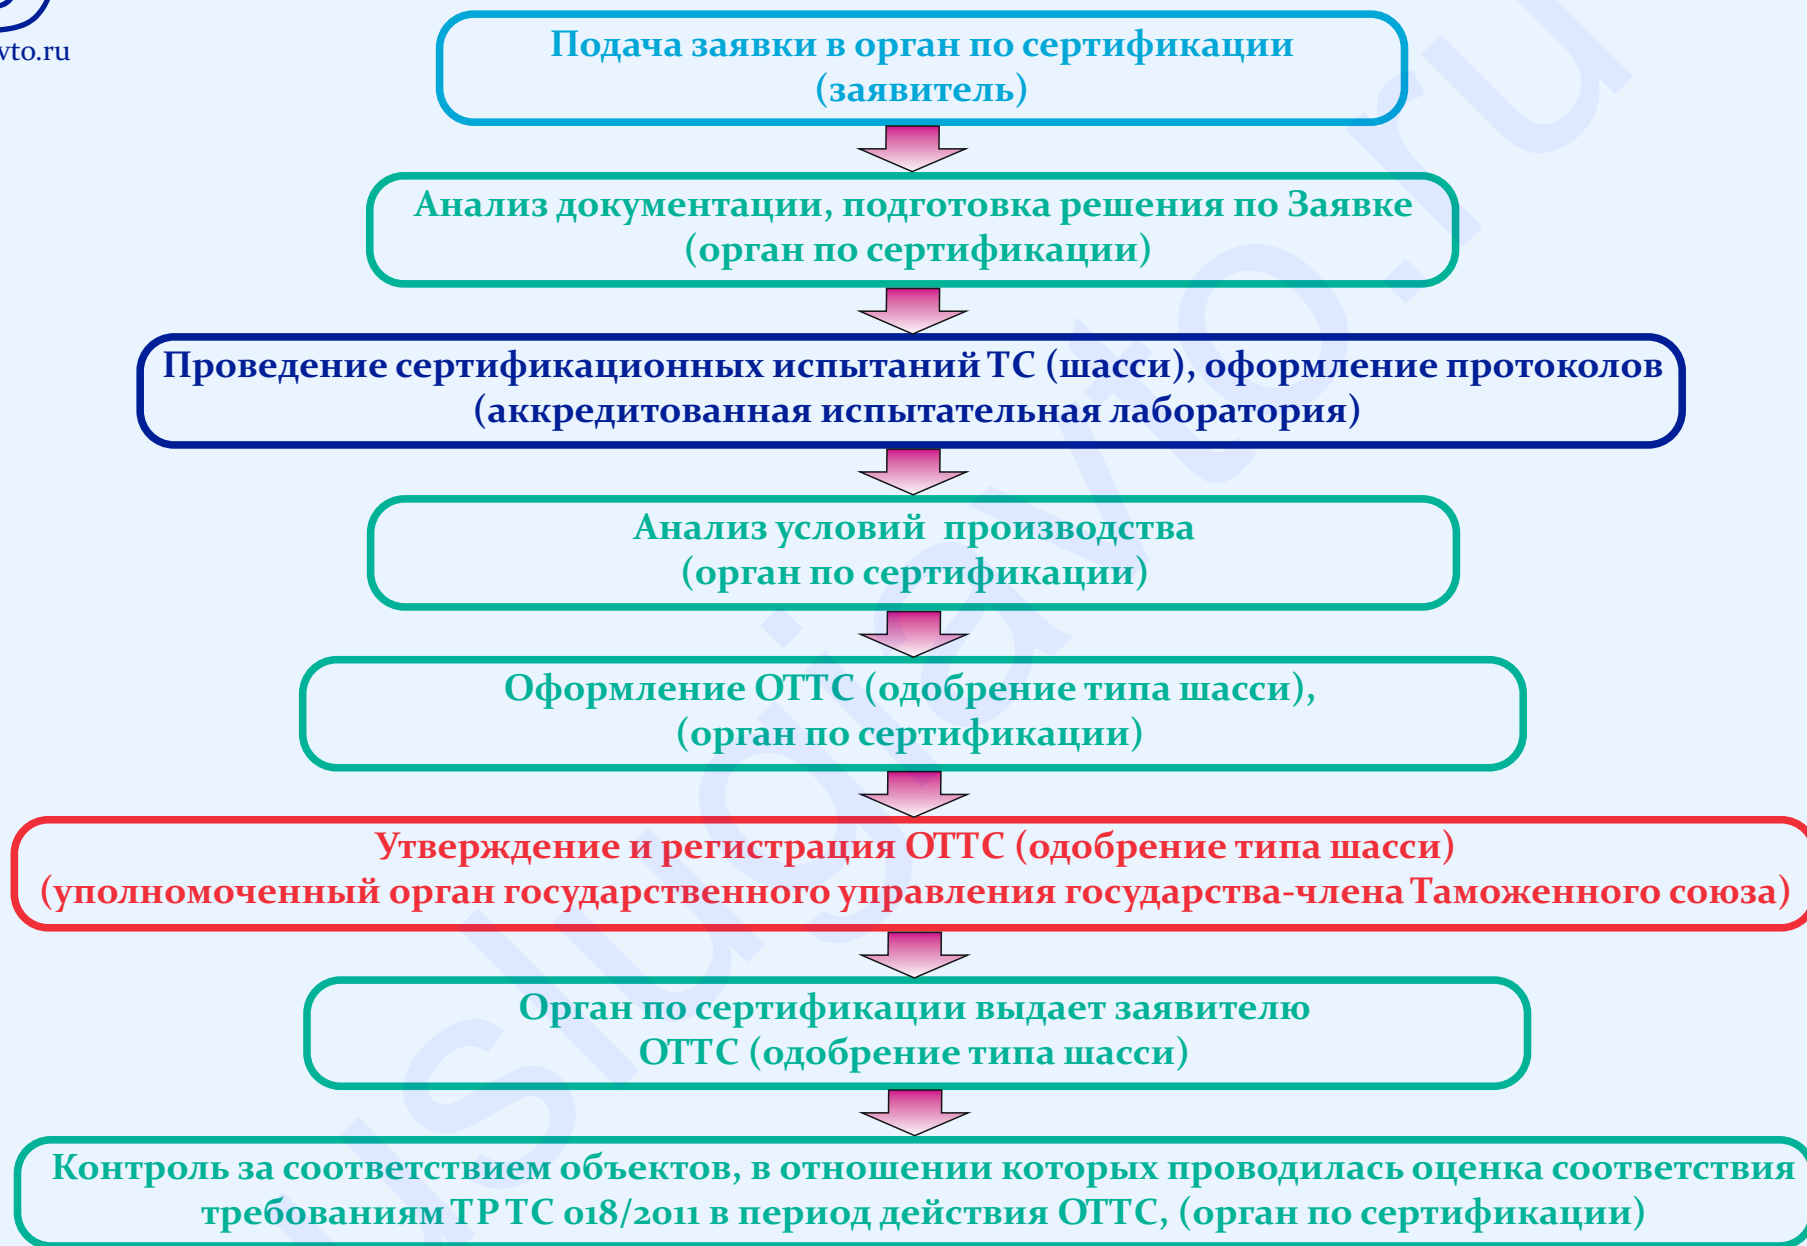 vto.ru
Подача заявки в орган по сертификации
(заявитель)
Анализ документации, подготовка решения по Заявке
(орган по сертификации)
Проведение сертификационных испытаний ТС (шасси), оформление протоколов
(аккредитованная испытательная лаборатория)
Анализ условий производства
(орган по сертификации)
Оформление ОТТС (одобрение типа шасси),
(орган по сертификации)
Утверждение и регистрация ОТТС (одобрение типа шасси)
(уполномоченный орган государственного управления государства-члена Таможенного союза)
Орган по сертификации выдает заявителю
ОТТС (одобрение типа шасси)
Контроль за соответствием объектов, в отношении которых проводилась оценка соответствия
требованиям ТР ТС 018/2011 в период действия ОТТС, (орган по сертификации)
uslugiavto.ru